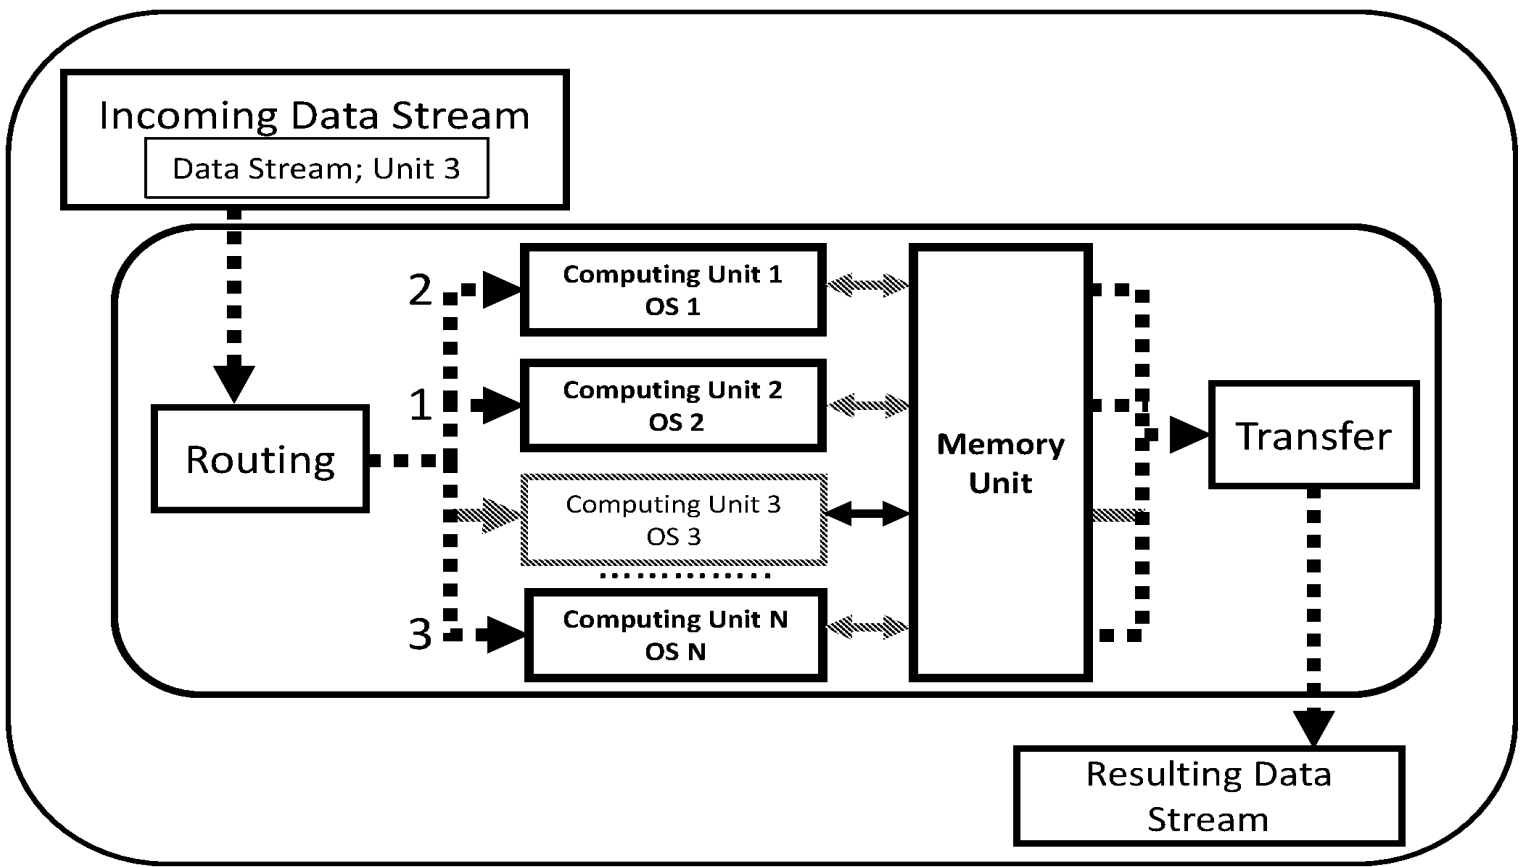 Incoming Data Stream
Data Stream; Unit 3
2
Computing Unit 1
OS 1
1
Computing Unit 2
OS 2
Routing
Computing Unit 3
OS 3
3
Computing Unit N
OS N
Memory
Unit
Transfer
Resulting Data
Stream